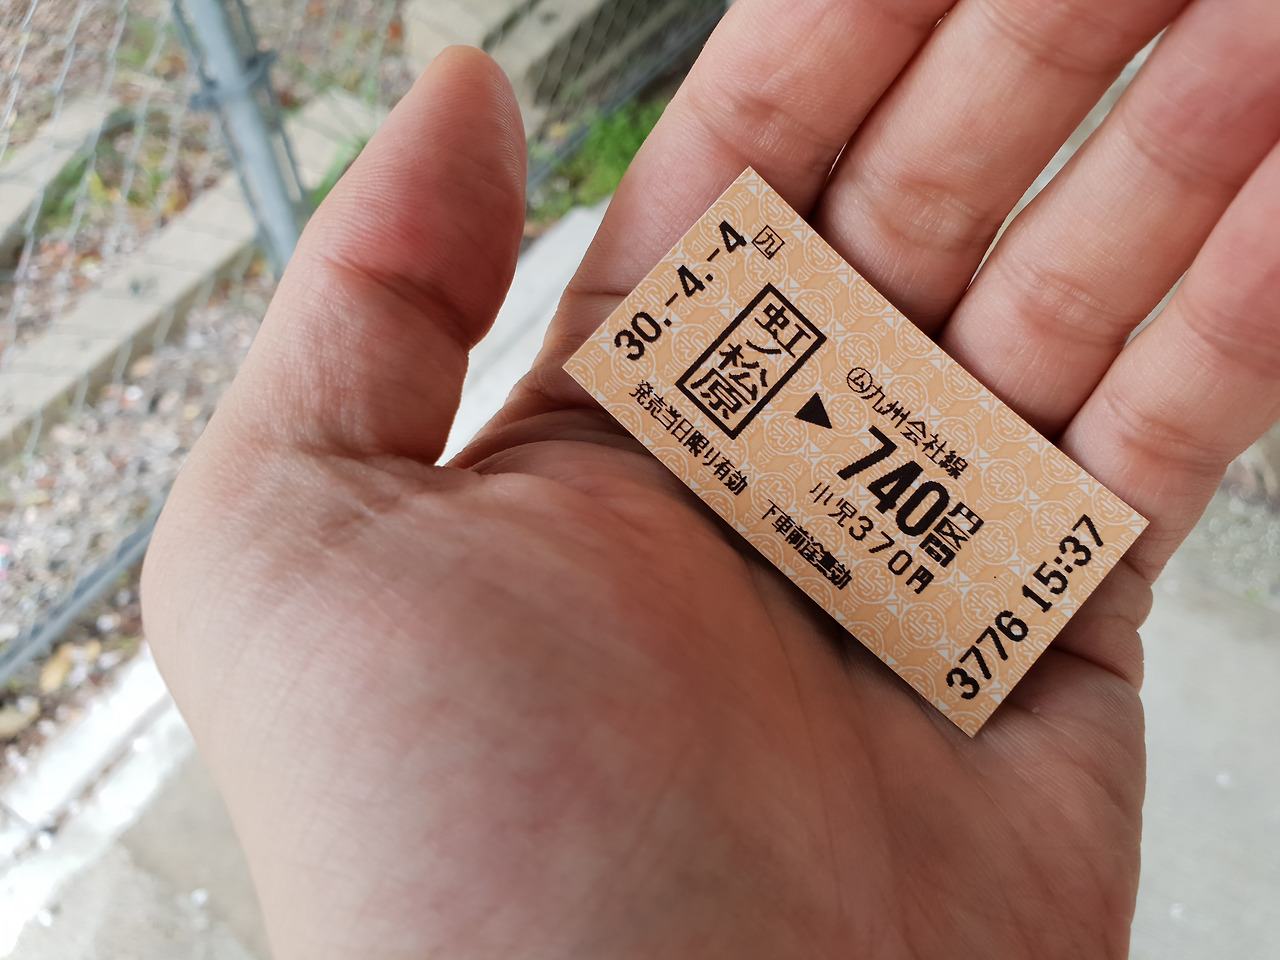 30.-4.-4 九
虹ノ松原
▶
㋰九州会社線
740円区間
小児370円
発売当日限り有効
下車前途無効
3776 15:37